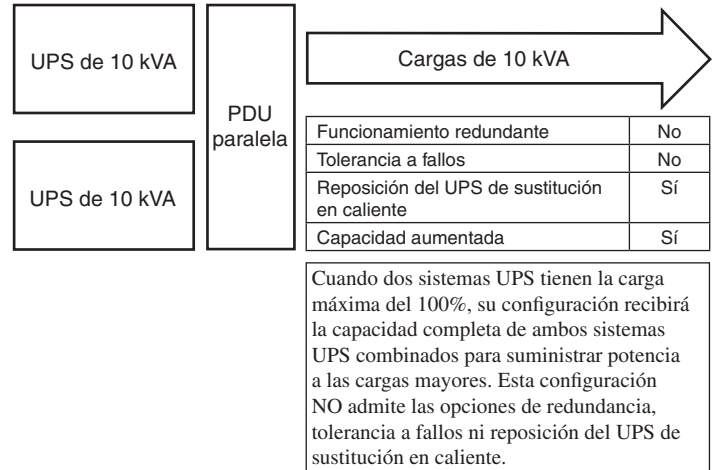 UPS de 10 kVA
UPS de 10 kVA
PDU
paralela
Cargas de 10 kVA
Funcionamiento redundante No
Tolerancia a fallos No
Reposición del UPS de sustitución Sí
en caliente
Capacidad aumentada Sí
Cuando dos sistemas UPS tienen la carga
máxima del 100%, su configuración recibirá
la capacidad completa de ambos sistemas
UPS combinados para suministrar potencia
a las cargas mayores. Esta configuración
NO admite las opciones de redundancia,
tolerancia a fallos ni reposición del UPS de
sustitución en caliente.